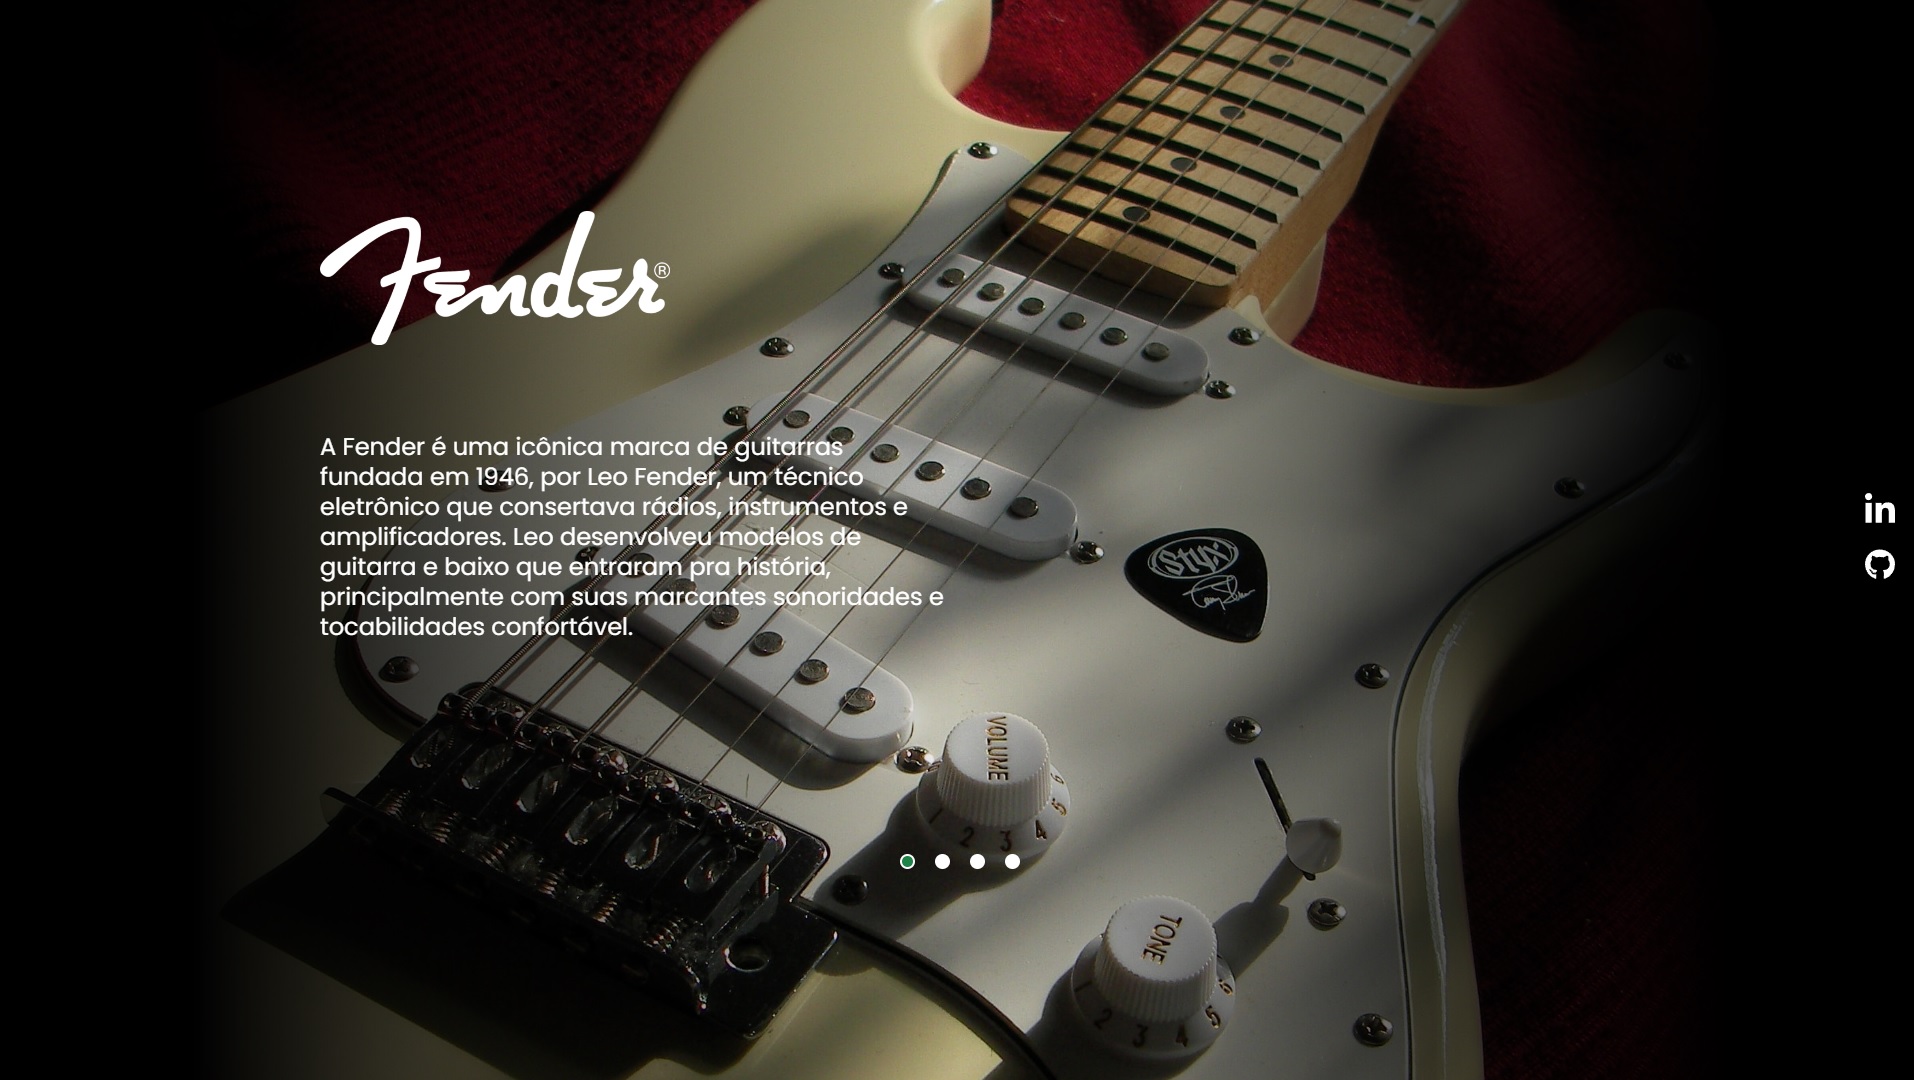 Fender®
A Fender é uma icônica marca de guitarras
fundada em 1946, por Leo Fender, um técnico
eletrônico que consertava rádios, instrumentos e
amplificadores. Leo desenvolveu modelos de
guitarra e baixo que entraram pra história,
principalmente com suas marcantes sonoridades e
tocabilidades confortável.
in
Styx
VOLUME
1 2 3 4 5 6
TONE
1 2 3 4 5 6